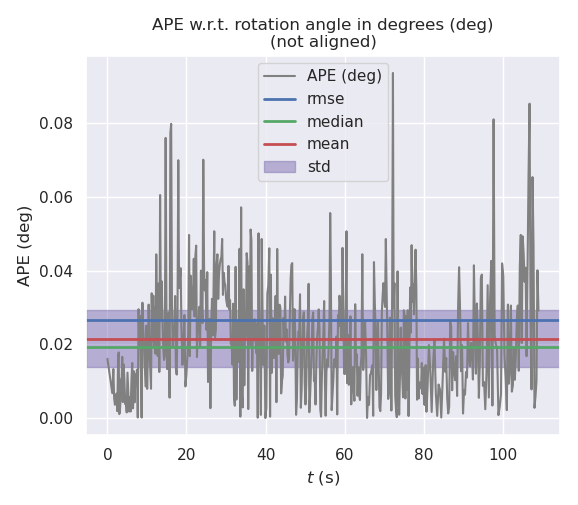 APE w.r.t. rotation angle in degrees (deg)
(not aligned)
APE (deg)
rmse
median
mean
std
APE (deg)
0.08
0.06
0.04
0.02
0.00
0 20 40 60 80 100
t (s)